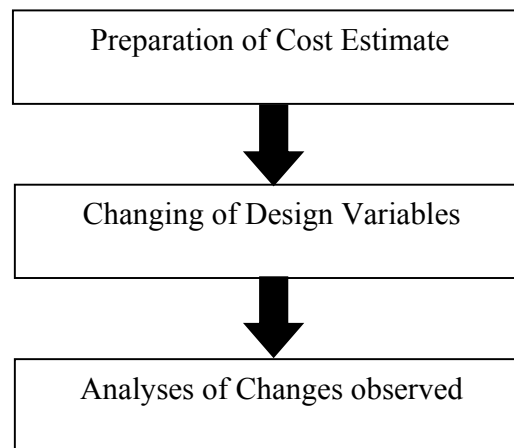 Preparation of Cost Estimate
Changing of Design Variables
Analyses of Changes observed